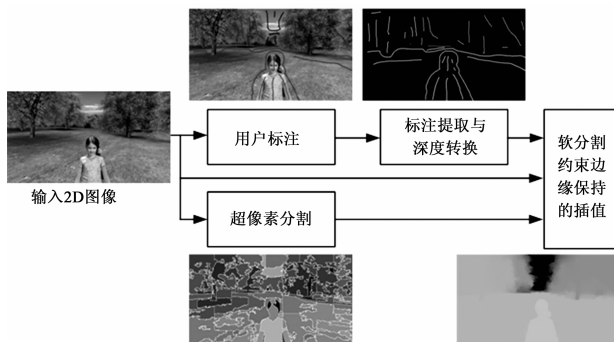 用户标注
标注提取与
深度转换
软分割
约束边
缘保持
的插值
输入2D图像
超像素分割